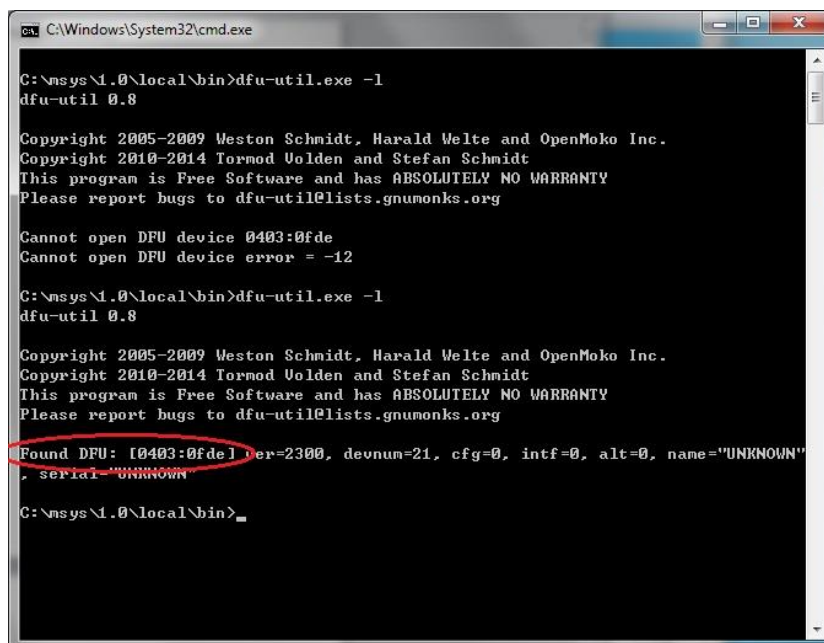 C:\Windows\System32\cmd.exe
C:\msys\1.0\local\bin>dfu-util.exe -l
dfu-util 0.8
Copyright 2005-2009 Weston Schmidt, Harald Welte and OpenMoko Inc.
Copyright 2010-2014 Tormod Volden and Stefan Schmidt
This program is Free Software and has ABSOLUTELY NO WARRANTY
Please report bugs to dfu-util@lists.gnumonks.org
Cannot open DFU device 0403:0fde
Cannot open DFU device error = -12
C:\msys\1.0\local\bin>dfu-util.exe -l
dfu-util 0.8
Copyright 2005-2009 Weston Schmidt, Harald Welte and OpenMoko Inc.
Copyright 2010-2014 Tormod Volden and Stefan Schmidt
This program is Free Software and has ABSOLUTELY NO WARRANTY
Please report bugs to dfu-util@lists.gnumonks.org
Found DFU: [0403:0fde] ver=2300, devnum=21, cfg=0, intf=0, alt=0, name="UNKNOWN"
, serial="UNKNOWN"
C:\msys\1.0\local\bin>_